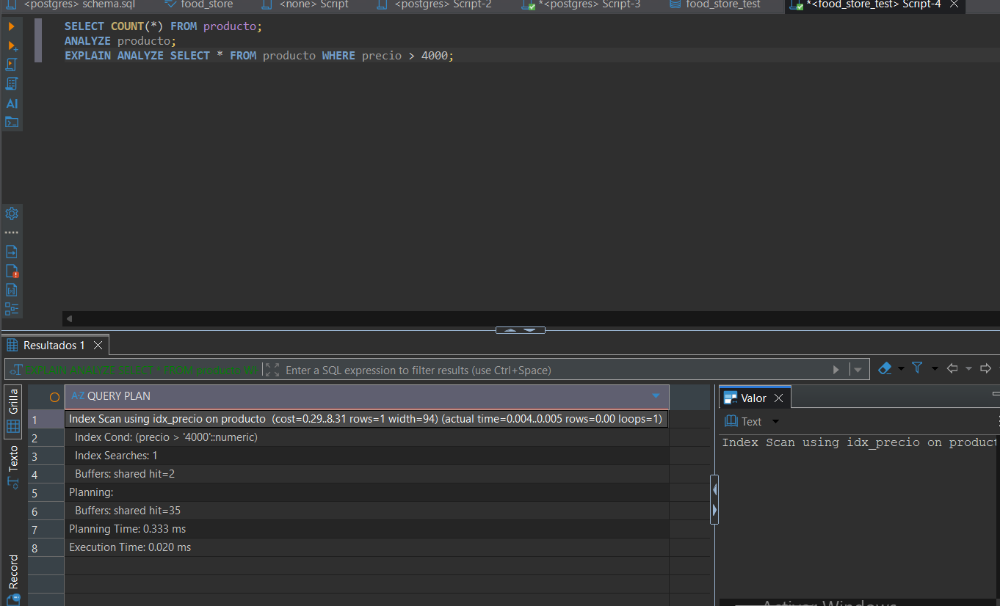 <postgres> schema.sql food_store <none> Script <postgres> Script-2 *<postgres> Script-3 food_store_test *<food_store_test> Script-4
SELECT COUNT(*) FROM producto;
ANALYZE producto;
EXPLAIN ANALYZE SELECT * FROM producto WHERE precio > 4000;
AI
Resultados 1
EXPLAIN ANALYZE SELECT * FROM producto Enter a SQL expression to filter results (use Ctrl+Space)
Grilla
Texto
Record
A-Z QUERY PLAN
1 Index Scan using idx_precio on producto (cost=0.29..8.31 rows=1 width=94) (actual time=0.004..0.005 rows=0.00 loops=1)
2 Index Cond: (precio > '4000'::numeric)
3 Index Searches: 1
4 Buffers: shared hit=2
5 Planning:
6 Buffers: shared hit=35
7 Planning Time: 0.333 ms
8 Execution Time: 0.020 ms
Valor
Text
Index Scan using idx_precio on product
Activar Windows